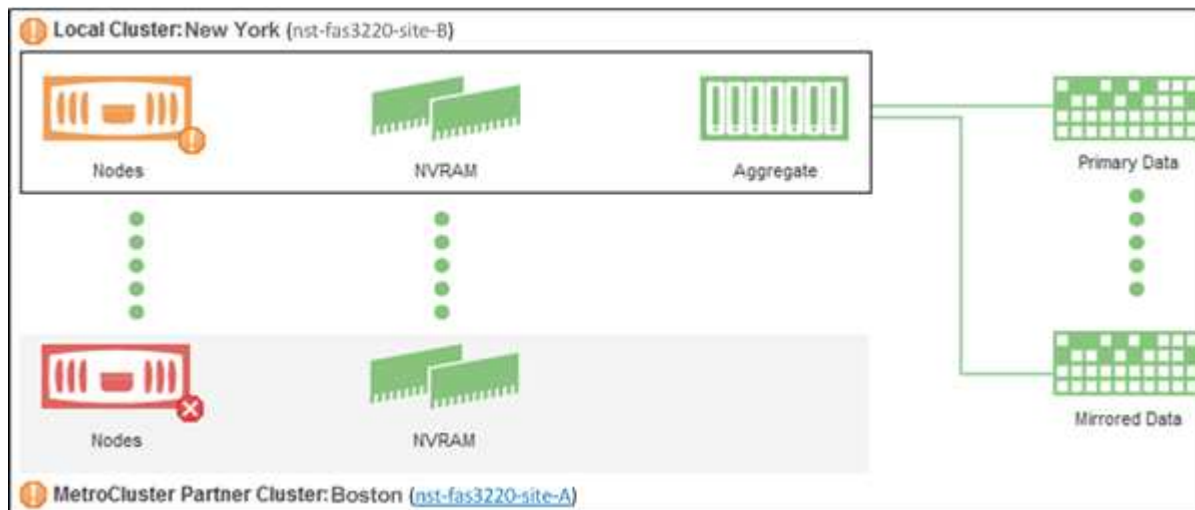 Local Cluster: New York (nst-fas3220-site-B)
Nodes NVRAM Aggregate
Primary Data
Nodes NVRAM
Mirrored Data
MetroCluster Partner Cluster: Boston (nst-fas3220-site-A)